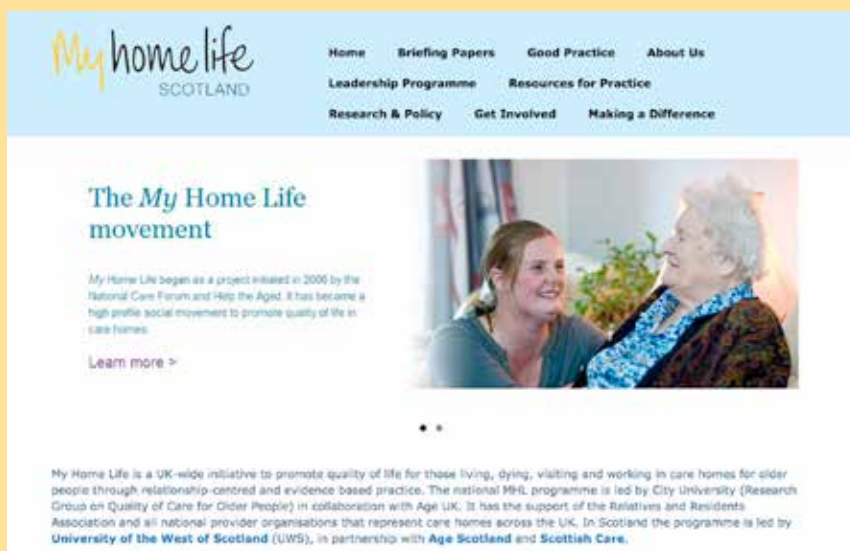 My home life
SCOTLAND
Home Briefing Papers Good Practice About Us
Leadership Programme Resources for Practice
Research & Policy Get Involved Making a Difference
The My Home Life
movement
My Home Life began as a project initiated in 2006 by the
National Care Forum and Help the Aged. It has become a
high profile social movement to promote quality of life in
care homes.
Learn more >
My Home Life is a UK-wide initiative to promote quality of life for those living, dying, visiting and working in care homes for older
people through relationship-centred and evidence based practice. The national MHL programme is led by City University (Research
Group on Quality of Care for Older People) in collaboration with Age UK. It has the support of the Relatives and Residents
Association and all national provider organisations that represent care homes across the UK. In Scotland the programme is led by
University of the West of Scotland (UWS), in partnership with Age Scotland and Scottish Care.